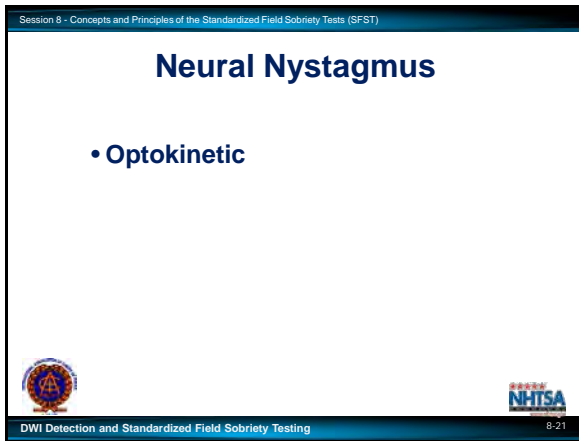 Session 8 - Concepts and Principles of the Standardized Field Sobriety Tests (SFST)
Neural Nystagmus
• Optokinetic
NHTSA
DWI Detection and Standardized Field Sobriety Testing
8-21